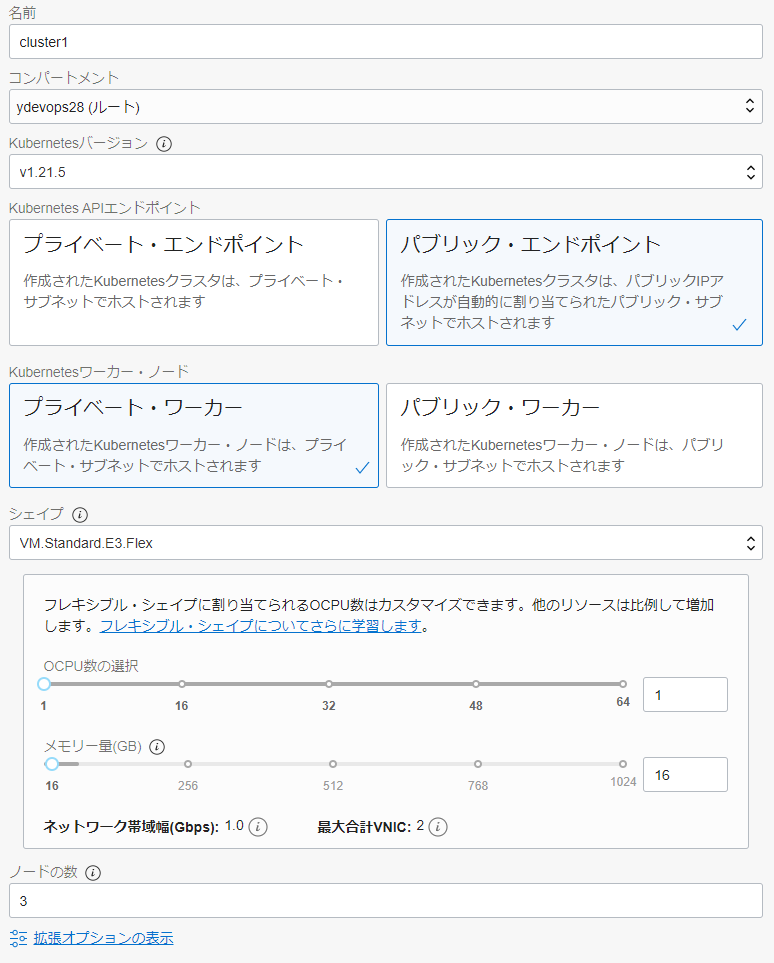 名前
cluster1
コンパートメント
ydevops28 (ルート)
Kubernetesバージョン
v1.21.5
Kubernetes APIエンドポイント
プライベート・エンドポイント
作成されたKubernetesクラスタは、プライベート・
サブネットでホストされます
パブリック・エンドポイント
作成されたKubernetesクラスタは、パブリックIPア
ドレスが自動的に割り当てられたパブリック・サブ
ネットでホストされます
Kubernetesワーカー・ノード
プライベート・ワーカー
作成されたKubernetesワーカー・ノードは、プライ
ベート・サブネットでホストされます
パブリック・ワーカー
作成されたKubernetesワーカー・ノードは、パブリ
ック・サブネットでホストされます
シェイプ
VM.Standard.E3.Flex
フレキシブル・シェイプに割り当てられるOCPU数はカスタマイズできます。他のリソースは比例して増加
します。フレキシブル・シェイプについてさらに学習します。
OCPU数の選択
1 16 32 48 64 1
メモリー量(GB)
16 256 512 768 1024 16
ネットワーク帯域幅(Gbps): 1.0 最大合計VNIC: 2
ノードの数
3
拡張オプションの表示